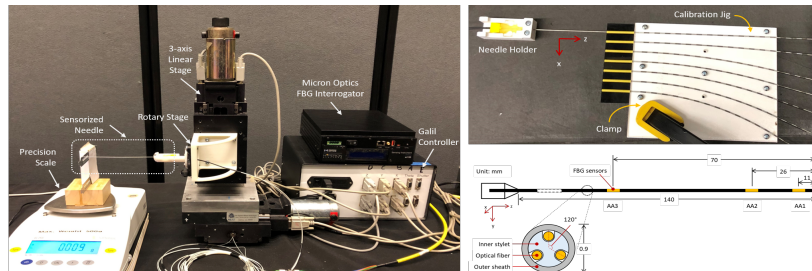 3-axis
Linear
Stage
Micron Optics
FBG Interrogator
Sensorized
Needle
Rotary Stage
Galil
Controller
Precision
Scale
0.009
Calibration Jig
Needle Holder
Z
X
Clamp
Unit: mm
FBG sensors
70
26
11
140
AA3
AA2
AA1
X
Y
120°
Inner stylet
Optical fiber
Outer sheath
0.9